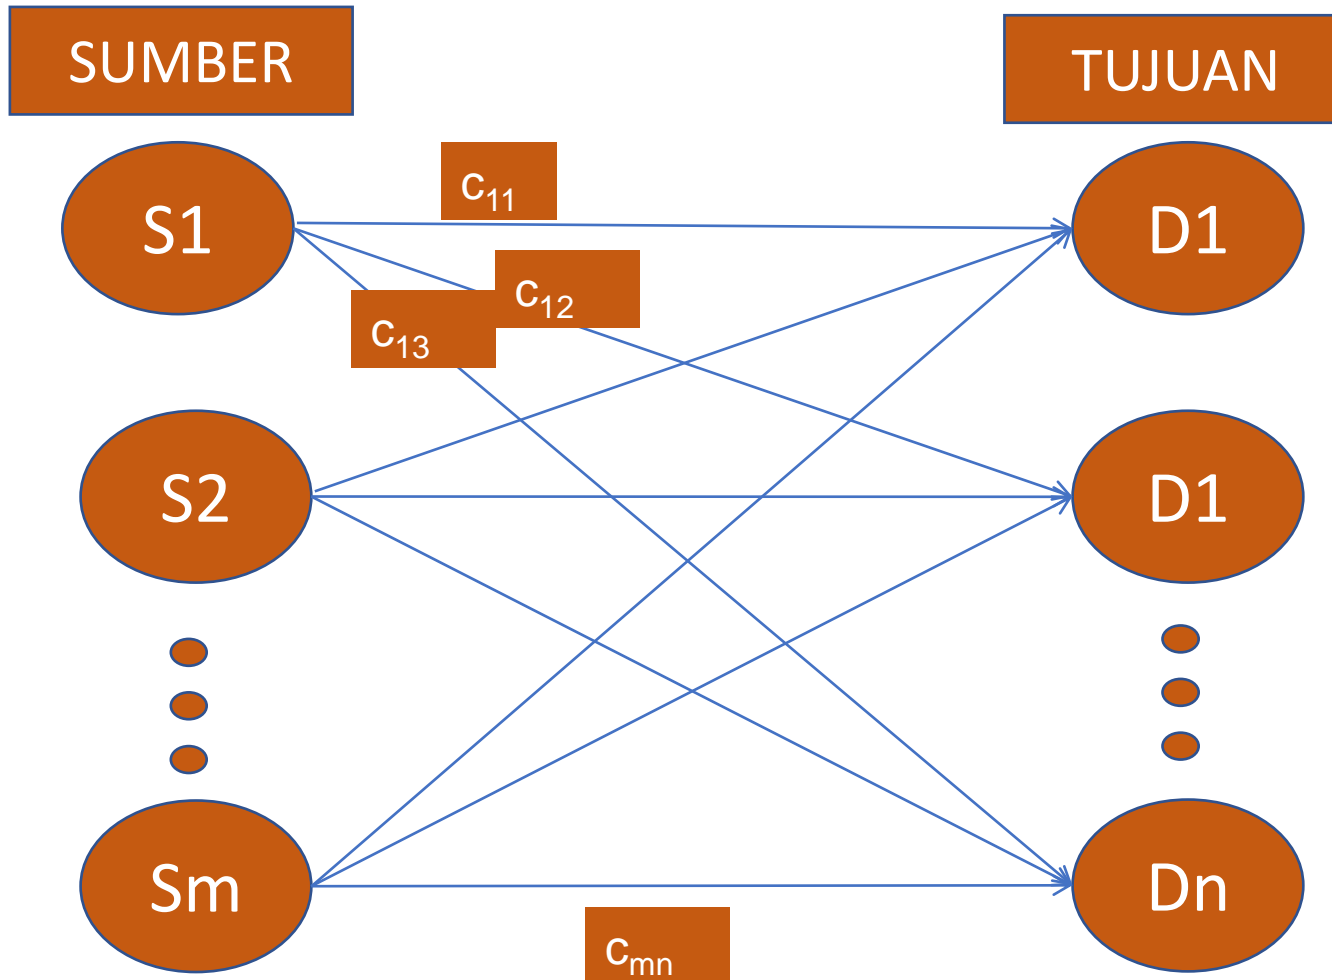 SUMBER
TUJUAN
S1
c₁₁
D1
c₁₂
c₁₃
S2
D1
Sm
Dn
cₘₙ